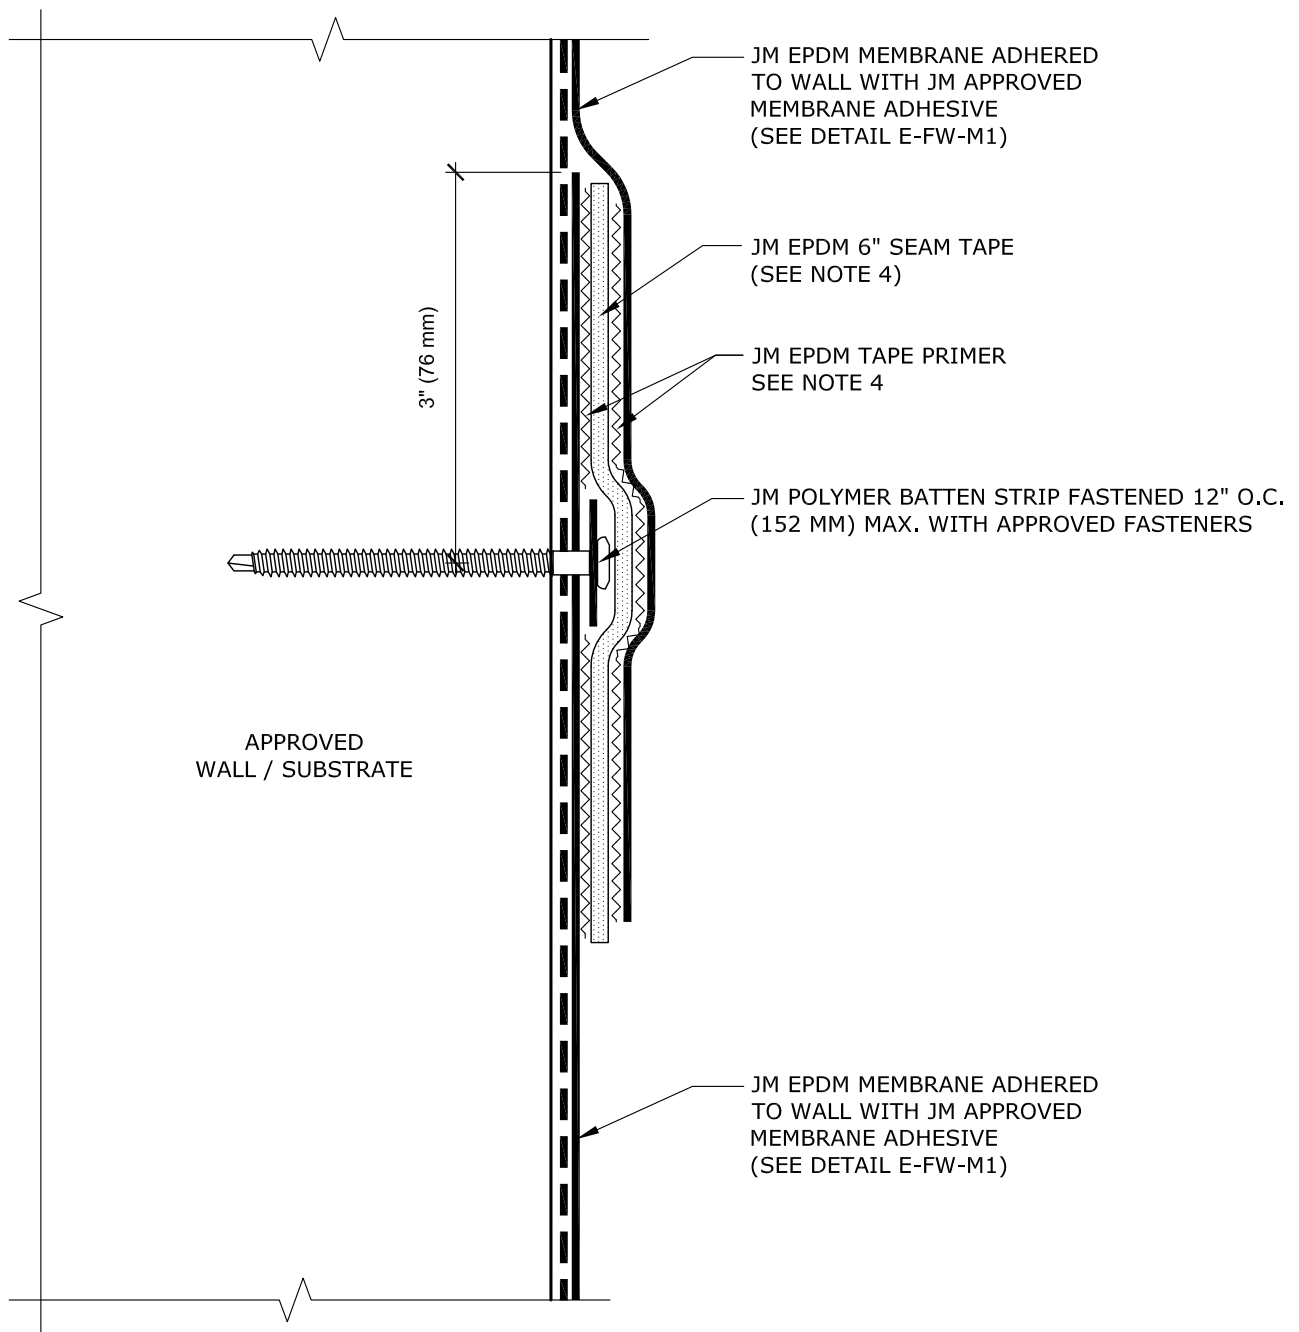 JM EPDM MEMBRANE ADHERED
TO WALL WITH JM APPROVED
MEMBRANE ADHESIVE
(SEE DETAIL E-FW-M1)
JM EPDM 6" SEAM TAPE
(SEE NOTE 4)
3" (76 mm)
JM EPDM TAPE PRIMER
SEE NOTE 4
JM POLYMER BATTEN STRIP FASTENED 12" O.C.
(152 MM) MAX. WITH APPROVED FASTENERS
APPROVED
WALL / SUBSTRATE
JM EPDM MEMBRANE ADHERED
TO WALL WITH JM APPROVED
MEMBRANE ADHESIVE
(SEE DETAIL E-FW-M1)